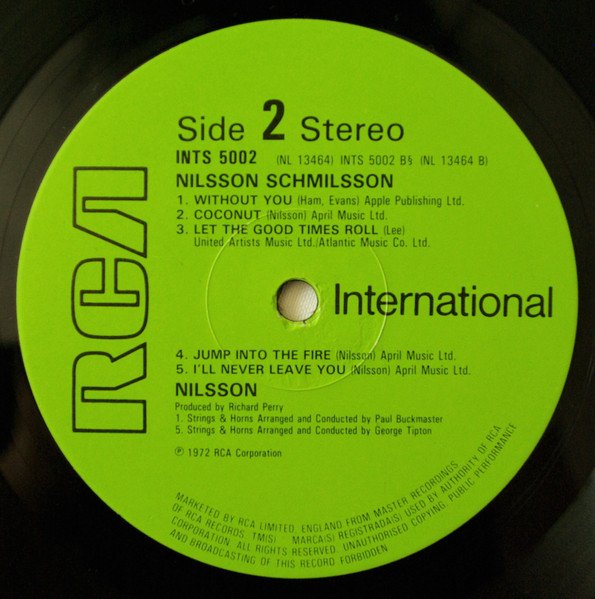 Side 2 Stereo
INTS 5002 (NL 13464) INTS 5002 B§ (NL 13464 B)
NILSSON SCHMILSSON
1. WITHOUT YOU (Ham, Evans) Apple Publishing Ltd.
2. COCONUT (Nilsson) April Music Ltd.
3. LET THE GOOD TIMES ROLL (Lee)
United Artists Music Ltd./Atlantic Music Co. Ltd.
RCA
International
4. JUMP INTO THE FIRE (Nilsson) April Music Ltd.
5. I'LL NEVER LEAVE YOU (Nilsson) April Music Ltd.
NILSSON
Produced by Richard Perry
1. Strings & Horns Arranged and Conducted by Paul Buckmaster
5. Strings & Horns Arranged and Conducted by George Tipton
℗ 1972 RCA Corporation
MARKETED BY RCA LIMITED, ENGLAND FROM MASTER RECORDINGS
OF RCA RECORDS. TM(S) MARCA(S) REGISTRADA(S) USED BY AUTHORITY OF RCA
CORPORATION. ALL RIGHTS RESERVED. UNAUTHORISED COPYING PUBLIC PERFORMANCE
AND BROADCASTING OF THIS RECORD FORBIDDEN